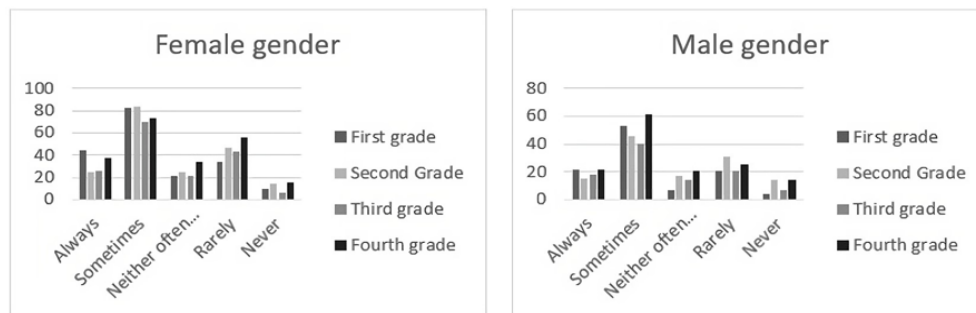 Female gender
100
80
60
40
20
0
Always
Sometimes
Neither often...
Rarely
Never
First grade
Second Grade
Third grade
Fourth grade
Male gender
80
60
40
20
0
Always
Sometimes
Neither often...
Rarely
Never
First grade
Second Grade
Third grade
Fourth grade